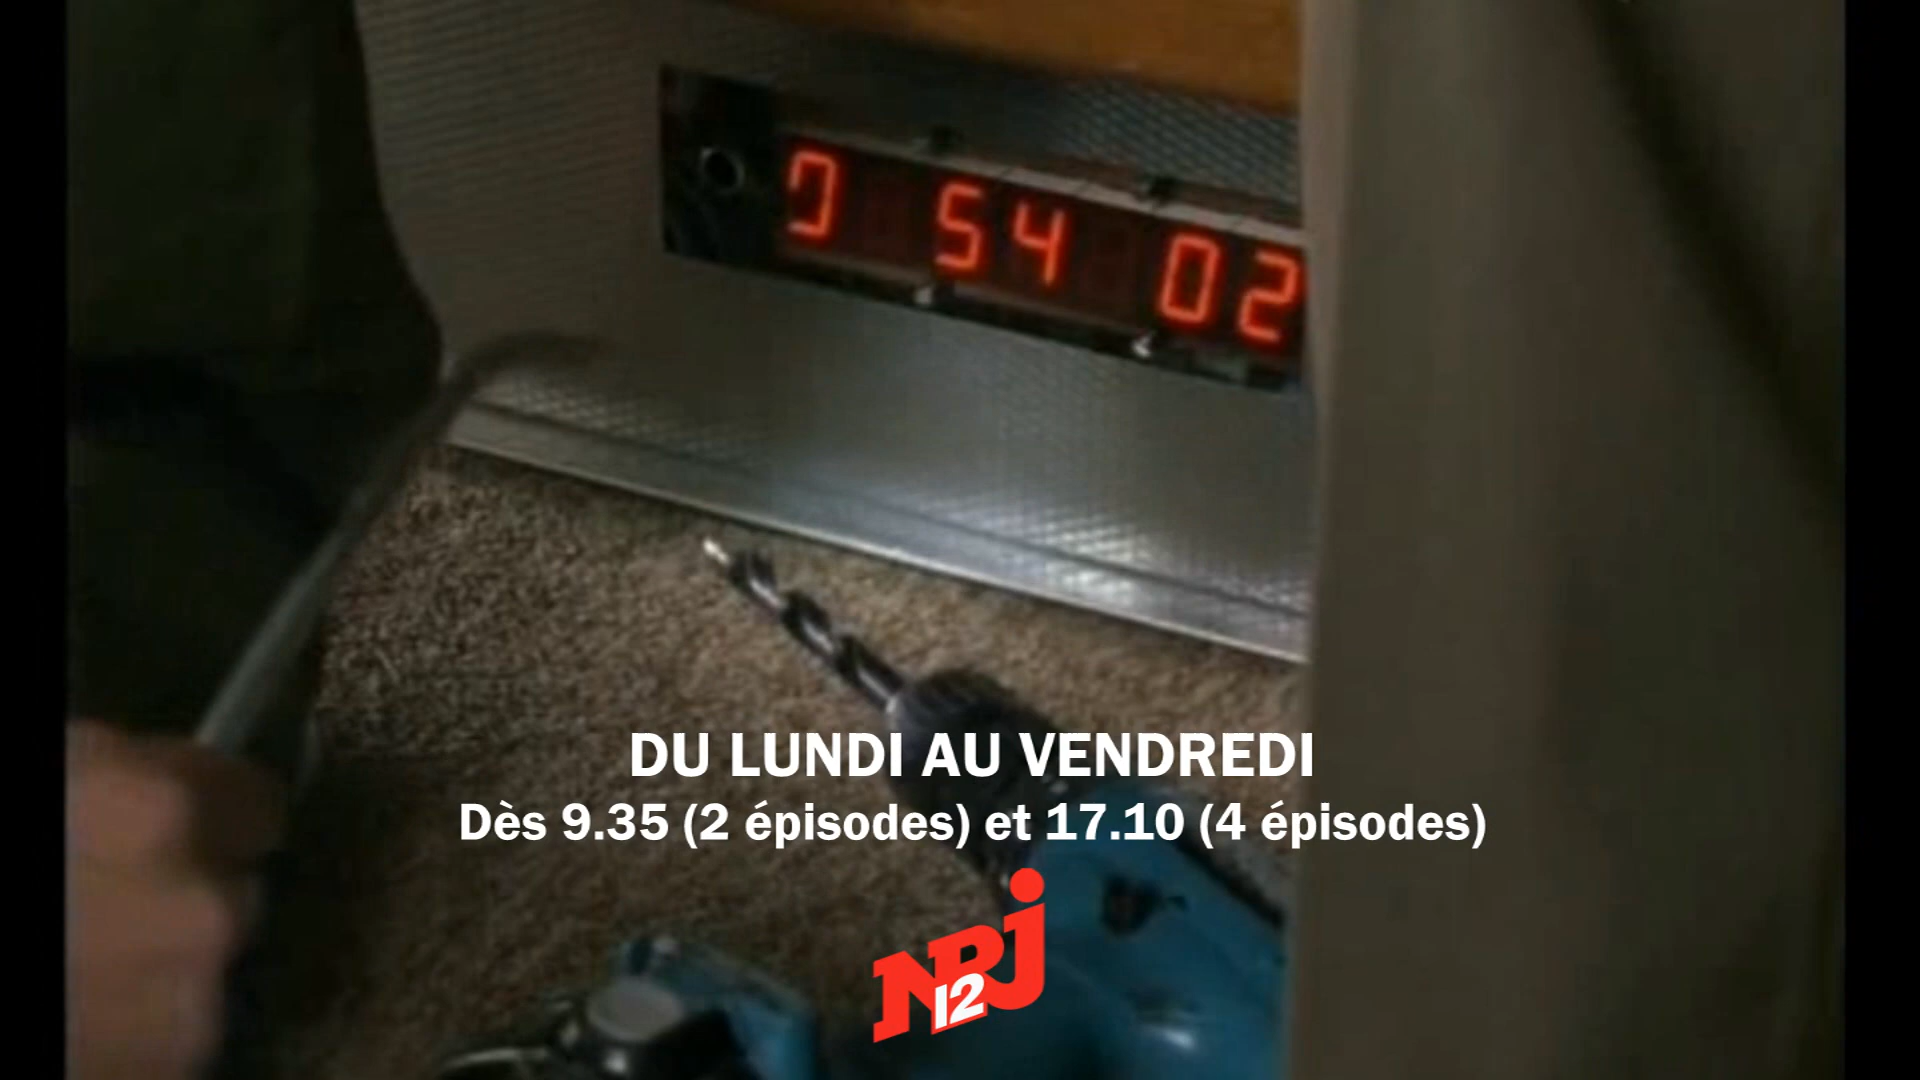 0 54 02
DU LUNDI AU VENDREDI
Dès 9.35 (2 épisodes) et 17.10 (4 épisodes)
NRJ
12